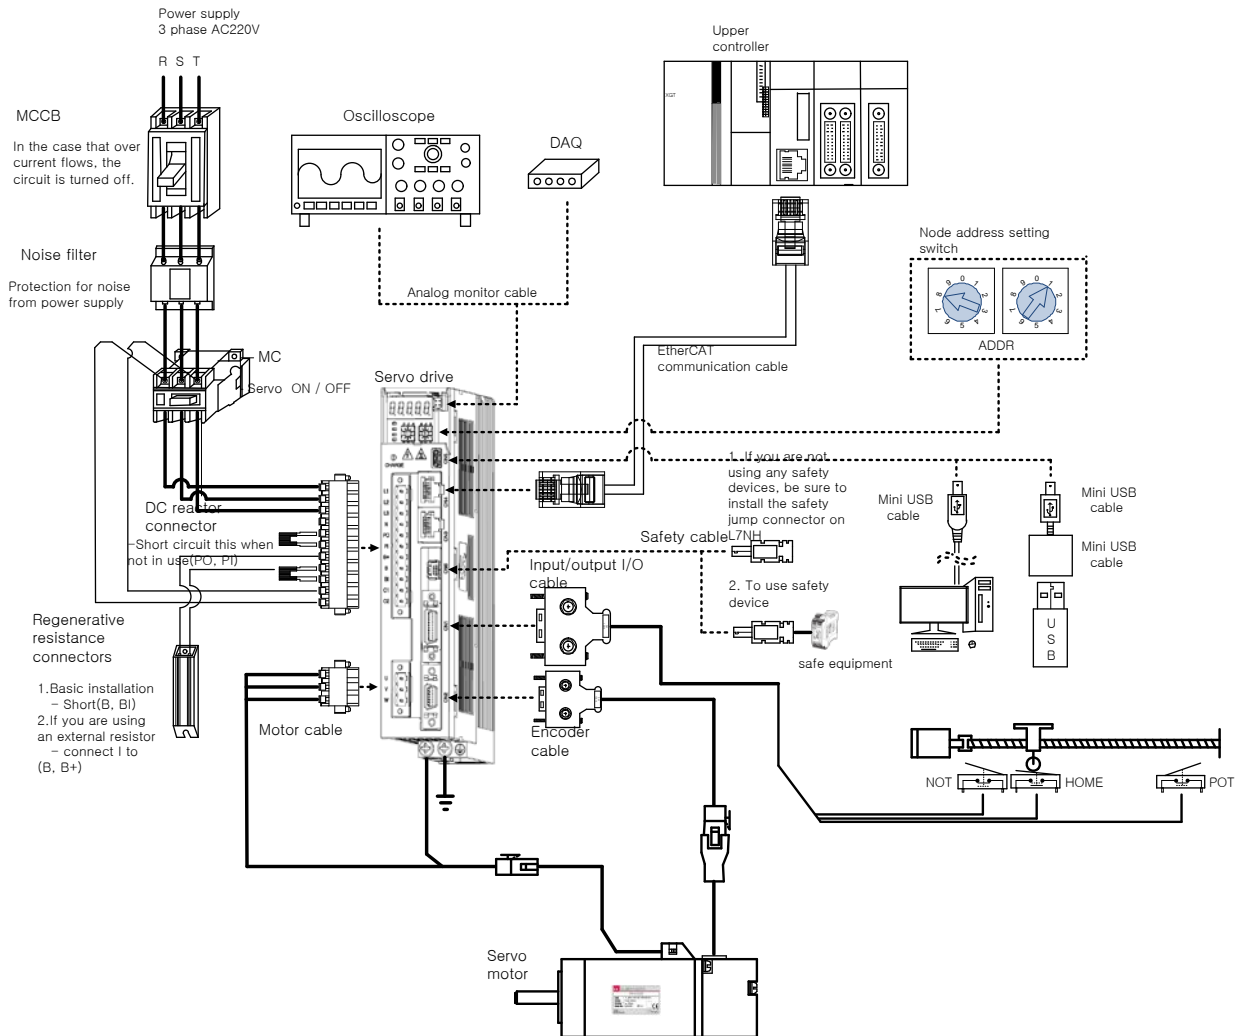 Power supply
3 phase AC220V
R S T
MCCB
In the case that over
current flows, the
circuit is turned off.
Oscilloscope
DAQ
Upper
controller
XGT
Noise filter
Protection for noise
from power supply
Analog monitor cable
Node address setting
switch
ADDR
EtherCAT
communication cable
MC
Servo ON / OFF
Servo drive
CHARGE
DC reactor
connector
-Short circuit this when
not in use(PO, PI)
Safety cable
1. If you are not
using any safety
devices, be sure to
install the safety
jump connector on
L7NH
2. To use safety
device
safe equipment
Mini USB
cable
Mini USB
cable
Mini USB
cable
U
S
B
Input/output I/O
cable
Regenerative
resistance
connectors
1.Basic installation
- Short(B, BI)
2.If you are using
an external resistor
- connect I to
(B, B+)
Motor cable
Encoder
cable
NOT
HOME
POT
Servo
motor